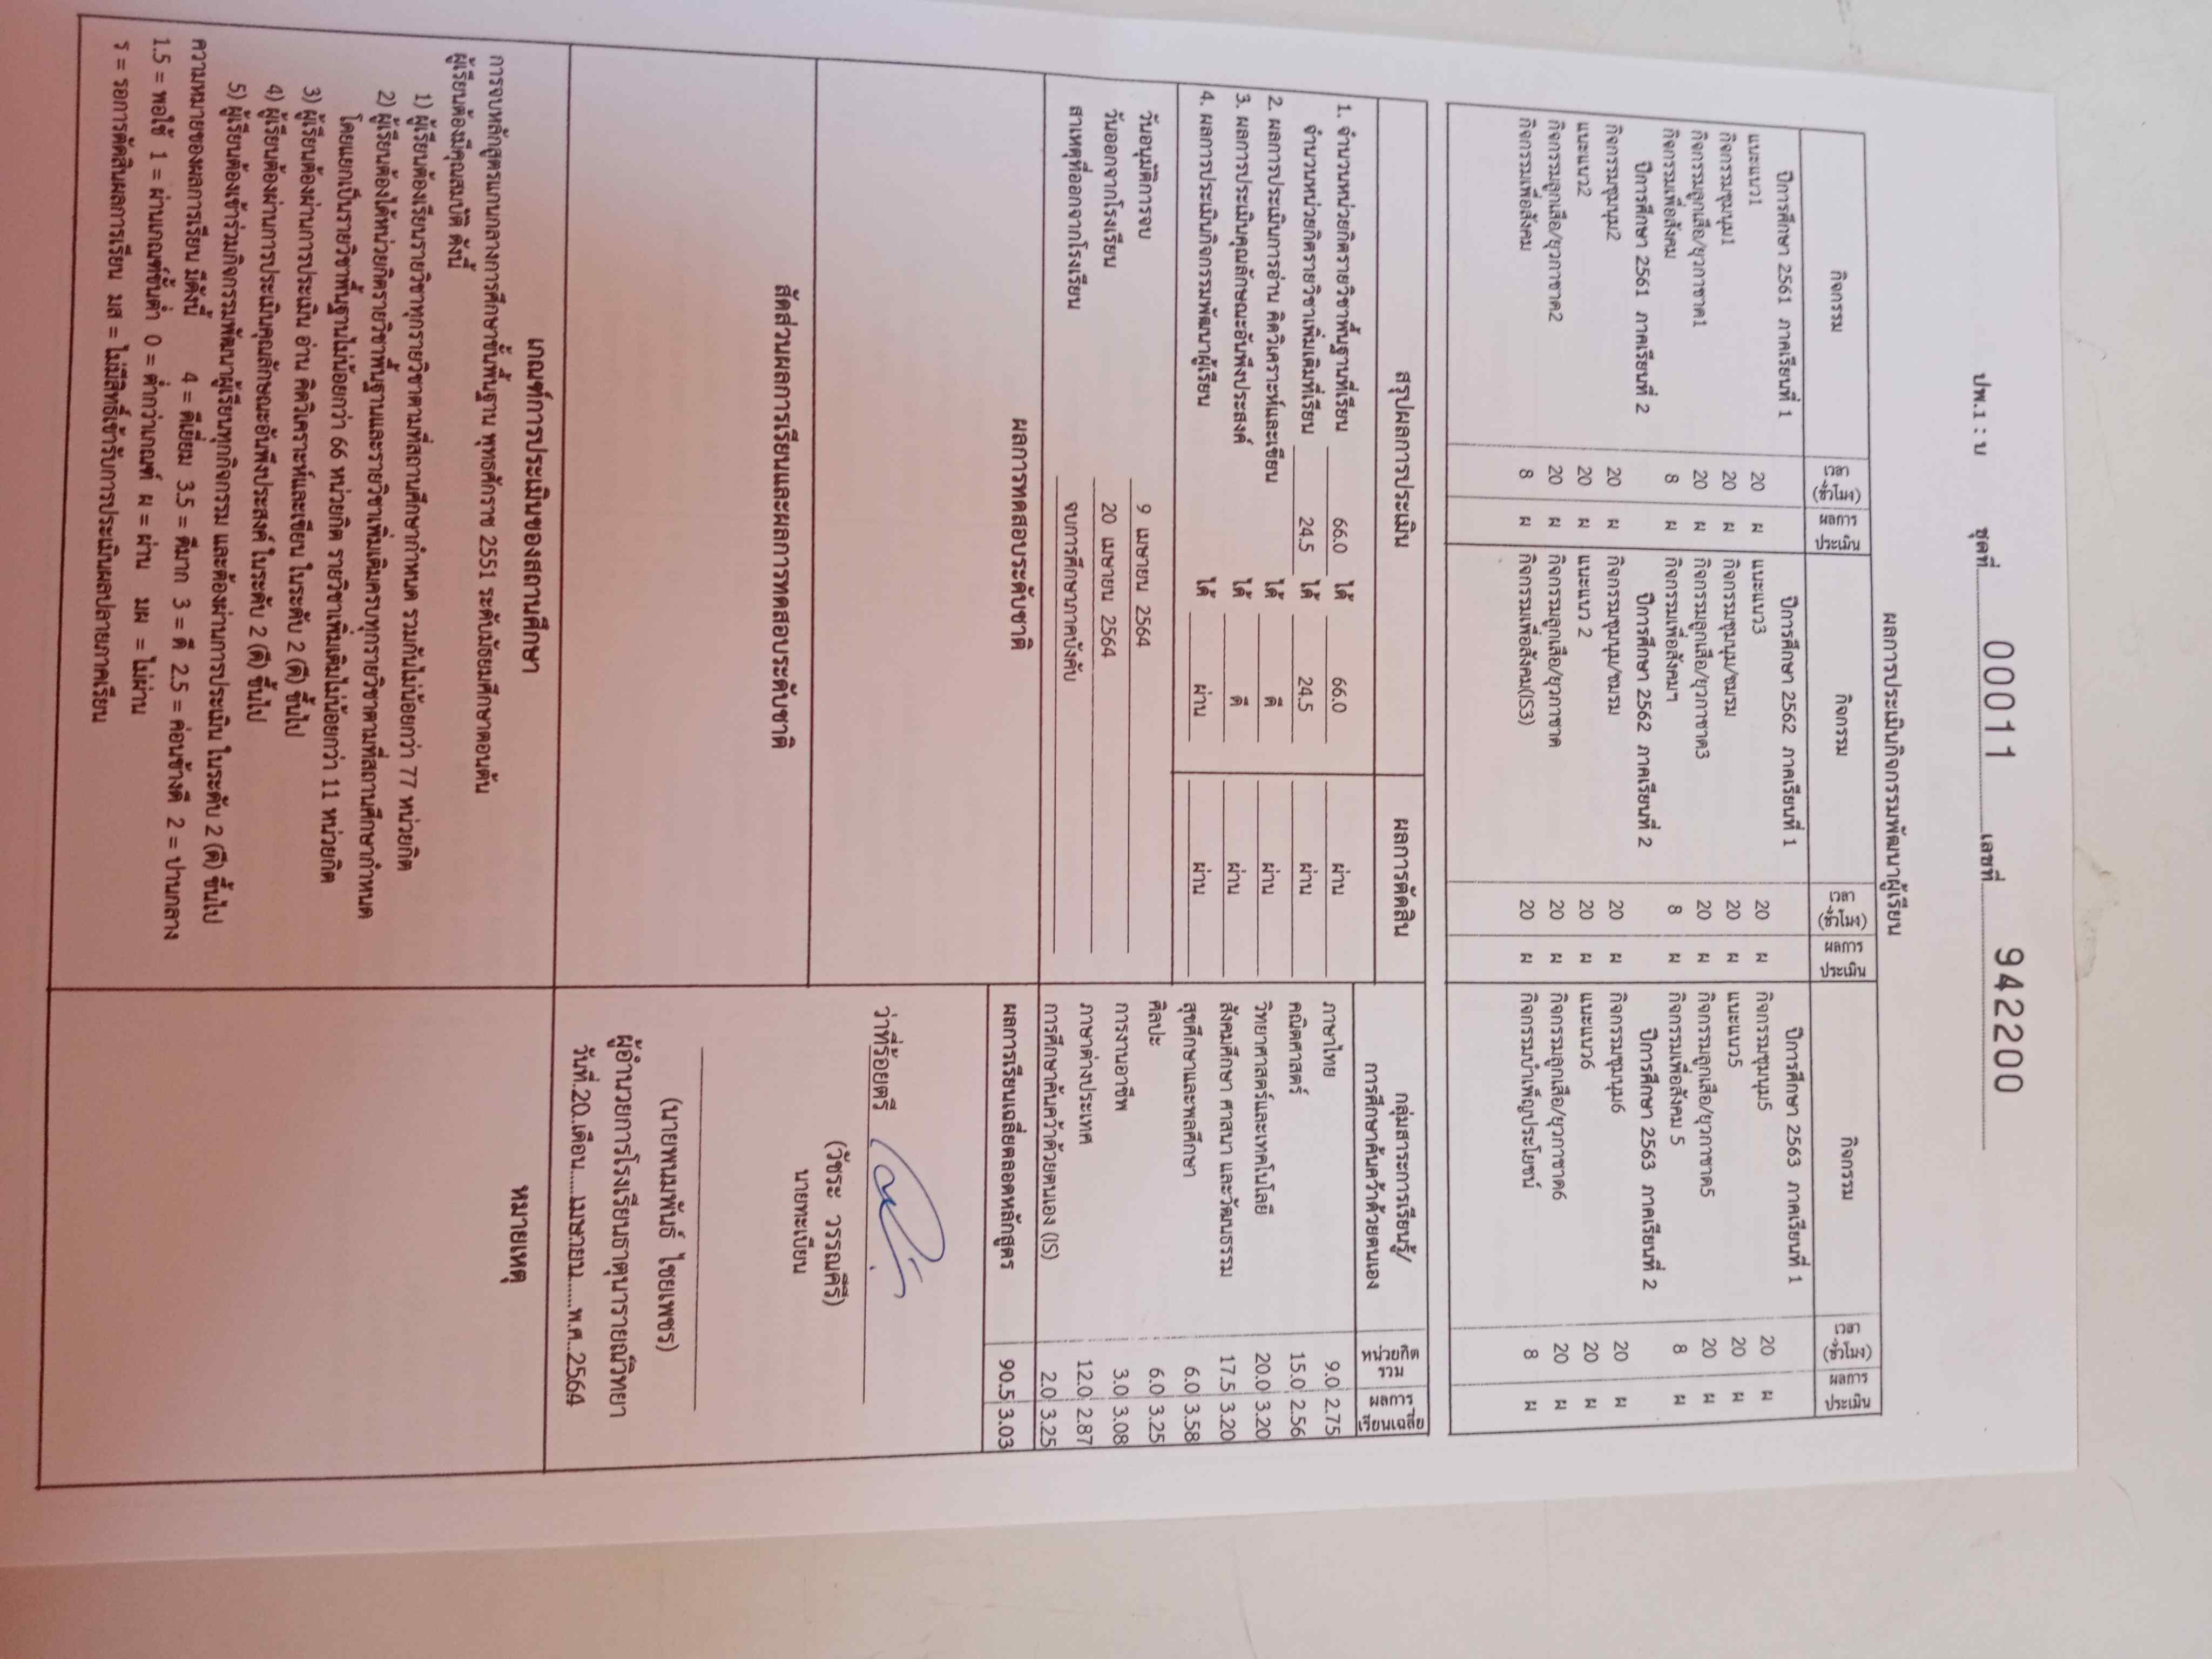 ปพ.1 : บ ชุดที่ 00011 เลขที่ 942200
ผลการประเมินกิจกรรมพัฒนาผู้เรียน
กิจกรรม เวลา (ชั่วโมง) ผลการ ประเมิน กิจกรรม เวลา (ชั่วโมง) ผลการ ประเมิน กิจกรรม เวลา (ชั่วโมง) ผลการ ประเมิน
ปีการศึกษา 2561 ภาคเรียนที่ 1 ปีการศึกษา 2562 ภาคเรียนที่ 1 ปีการศึกษา 2563 ภาคเรียนที่ 1
แนะแนว1 20 ผ แนะแนว3 20 ผ กิจกรรมชุมนุม5 20 ผ
กิจกรรมชุมนุม1 20 ผ กิจกรรมชุมนุม/ชมรม 20 ผ แนะแนว5 20 ผ
กิจกรรมลูกเสือ/ยุวกาชาด1 20 ผ กิจกรรมลูกเสือ/ยุวกาชาด3 20 ผ กิจกรรมลูกเสือ/ยุวกาชาด5 20 ผ
กิจกรรมเพื่อสังคม 8 ผ กิจกรรมเพื่อสังคมฯ 8 ผ กิจกรรมเพื่อสังคม 5 8 ผ
ปีการศึกษา 2561 ภาคเรียนที่ 2 ปีการศึกษา 2562 ภาคเรียนที่ 2 ปีการศึกษา 2563 ภาคเรียนที่ 2
กิจกรรมชุมนุม2 20 ผ กิจกรรมชุมนุม/ชมรม 20 ผ กิจกรรมชุมนุม6 20 ผ
แนะแนว2 20 ผ แนะแนว 2 20 ผ แนะแนว6 20 ผ
กิจกรรมลูกเสือ/ยุวกาชาด2 20 ผ กิจกรรมลูกเสือ/ยุวกาชาด 20 ผ กิจกรรมลูกเสือ/ยุวกาชาด6 20 ผ
กิจกรรมเพื่อสังคม 8 ผ กิจกรรมเพื่อสังคม(IS3) 20 ผ กิจกรรมบำเพ็ญประโยชน์ 8 ผ
สรุปผลการประเมิน ผลการตัดสิน
1. จำนวนหน่วยกิตรายวิชาพื้นฐานที่เรียน 66.0 ได้ 66.0 ผ่าน
จำนวนหน่วยกิตรายวิชาเพิ่มเติมที่เรียน 24.5 ได้ 24.5 ผ่าน
2. ผลการประเมินการอ่าน คิดวิเคราะห์และเขียน ได้ ดี ผ่าน
3. ผลการประเมินคุณลักษณะอันพึงประสงค์ ได้ ดี ผ่าน
4. ผลการประเมินกิจกรรมพัฒนาผู้เรียน ได้ ผ่าน ผ่าน
วันอนุมัติการจบ 9 เมษายน 2564
วันออกจากโรงเรียน 20 เมษายน 2564
สาเหตุที่ออกจากโรงเรียน จบการศึกษาภาคบังคับ
ผลการทดสอบระดับชาติ
สัดส่วนผลการเรียนและผลการทดสอบระดับชาติ
กลุ่มสาระการเรียนรู้/ การศึกษาค้นคว้าด้วยตนเอง หน่วยกิต รวม ผลการ เรียนเฉลี่ย
ภาษาไทย 9.0 2.75
คณิตศาสตร์ 15.0 2.56
วิทยาศาสตร์และเทคโนโลยี 20.0 3.20
สังคมศึกษา ศาสนา และวัฒนธรรม 17.5 3.20
สุขศึกษาและพลศึกษา 6.0 3.58
ศิลปะ 6.0 3.25
การงานอาชีพ 3.0 3.08
ภาษาต่างประเทศ 12.0 2.87
การศึกษาค้นคว้าด้วยตนเอง (IS) 2.0 3.25
ผลการเรียนเฉลี่ยตลอดหลักสูตร 90.5 3.03
ว่าที่ร้อยตรี
(วัชระ วรรณคีรี)
นายทะเบียน
(นายพนมพันธ์ ไชยเพชร)
ผู้อำนวยการโรงเรียนธาตุนารายณ์วิทยา
วันที่.20..เดือน......เมษายน......พ.ศ..2564
เกณฑ์การประเมินของสถานศึกษา
การจบหลักสูตรแกนกลางการศึกษาขั้นพื้นฐาน พุทธศักราช 2551 ระดับมัธยมศึกษาตอนต้น
ผู้เรียนต้องมีคุณสมบัติ ดังนี้
1) ผู้เรียนต้องเรียนรายวิชาทุกรายวิชาตามที่สถานศึกษากำหนด รวมกันไม่น้อยกว่า 77 หน่วยกิต
2) ผู้เรียนต้องได้หน่วยกิตรายวิชาพื้นฐานและรายวิชาเพิ่มเติมครบทุกรายวิชาตามที่สถานศึกษากำหนด
โดยแยกเป็นรายวิชาพื้นฐานไม่น้อยกว่า 66 หน่วยกิต รายวิชาเพิ่มเติมไม่น้อยกว่า 11 หน่วยกิต
3) ผู้เรียนต้องผ่านการประเมิน อ่าน คิดวิเคราะห์และเขียน ในระดับ 2 (ดี) ขึ้นไป
4) ผู้เรียนต้องผ่านการประเมินคุณลักษณะอันพึงประสงค์ ในระดับ 2 (ดี) ขึ้นไป
5) ผู้เรียนต้องเข้าร่วมกิจกรรมพัฒนาผู้เรียนทุกกิจกรรม และต้องผ่านการประเมิน ในระดับ 2 (ดี) ขึ้นไป
ความหมายของผลการเรียน มีดังนี้ 4 = ดีเยี่ยม 3.5 = ดีมาก 3 = ดี 2.5 = ค่อนข้างดี 2 = ปานกลาง
1.5 = พอใช้ 1 = ผ่านเกณฑ์ขั้นต่ำ 0 = ต่ำกว่าเกณฑ์ ผ = ผ่าน มผ = ไม่ผ่าน
ร = รอการตัดสินผลการเรียน มส = ไม่มีสิทธิ์เข้ารับการประเมินผลปลายภาคเรียน
หมายเหตุ